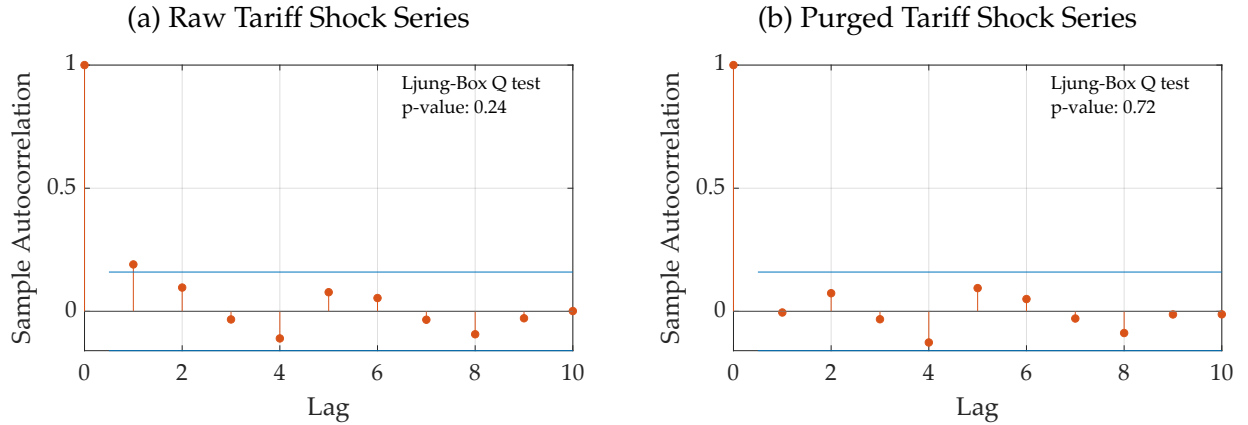 (a) Raw Tariff Shock Series
Ljung-Box Q test
p-value: 0.24
1
0.5
0
Sample Autocorrelation
0 2 4 6 8 10
Lag
(b) Purged Tariff Shock Series
Ljung-Box Q test
p-value: 0.72
1
0.5
0
Sample Autocorrelation
0 2 4 6 8 10
Lag